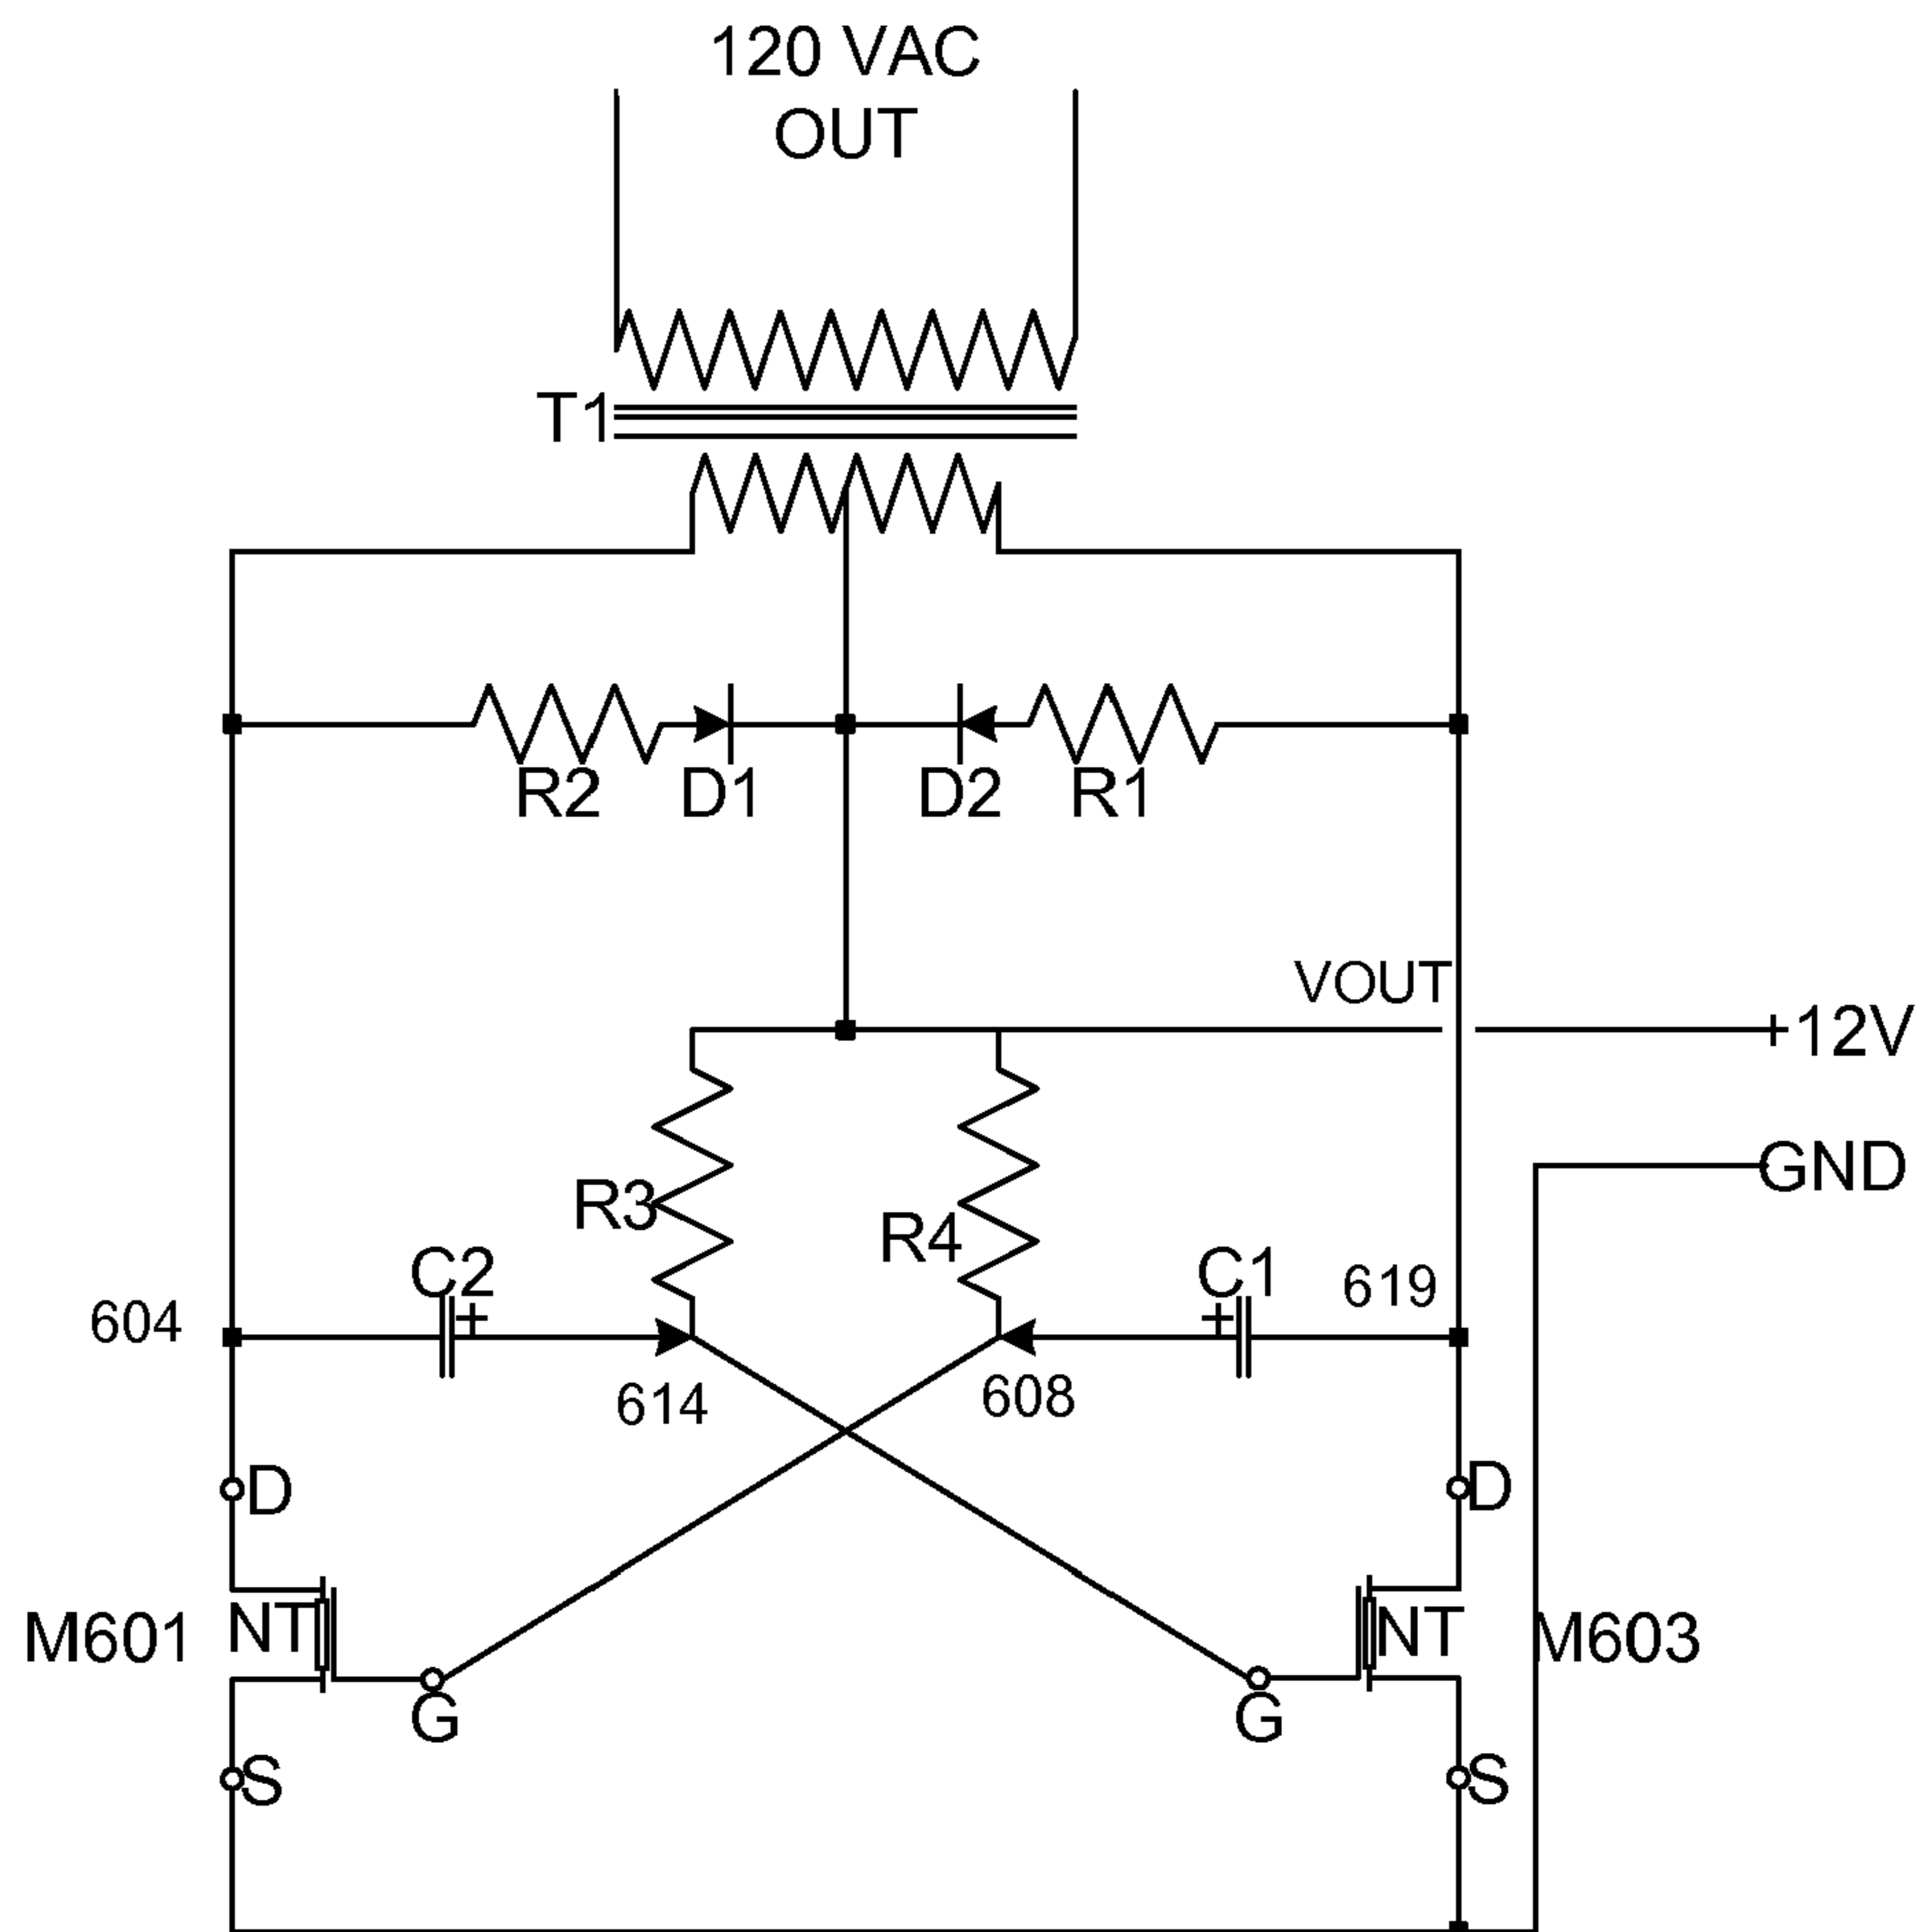 120 VAC
OUT
T1
R2
D1
D2
R1
VOUT
+12V
GND
R3
R4
C2
+
C1
+
619
604
614
608
D
D
M601
NT
NT
M603
G
G
S
S